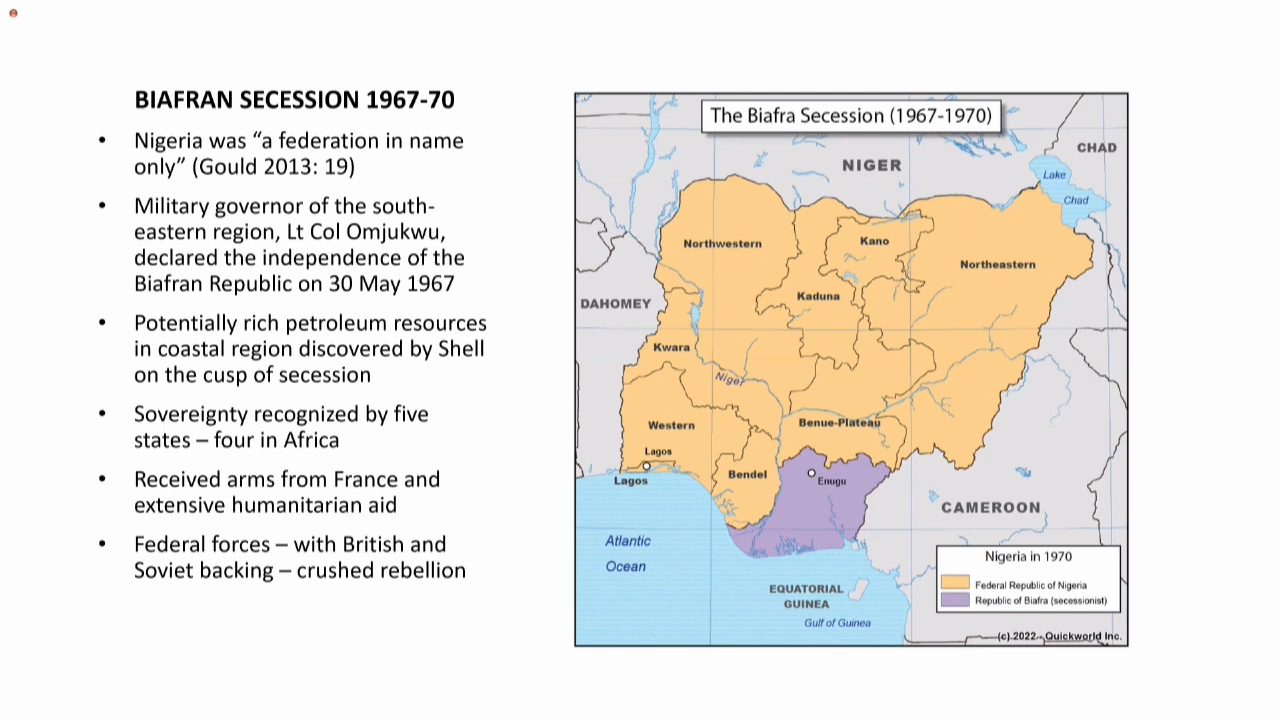 BIAFRAN SECESSION 1967-70
• Nigeria was “a federation in name
only” (Gould 2013: 19)
• Military governor of the south-
eastern region, Lt Col Omjukwu,
declared the independence of the
Biafran Republic on 30 May 1967
• Potentially rich petroleum resources
in coastal region discovered by Shell
on the cusp of secession
• Sovereignty recognized by five
states – four in Africa
• Received arms from France and
extensive humanitarian aid
• Federal forces – with British and
Soviet backing – crushed rebellion
The Biafra Secession (1967-1970)
NIGER
CHAD
Lake
Chad
Northwestern
Kano
Northeastern
Kaduna
DAHOMEY
Kwara
Niger
Western
Benue-Plateau
Lagos
Lagos
Bendel
Enugu
CAMEROON
Atlantic
Ocean
EQUATORIAL
GUINEA
Gulf of Guinea
Nigeria in 1970
Federal Republic of Nigeria
Republic of Biafra (secessionist)
(c) 2022 - Quickworld Inc.